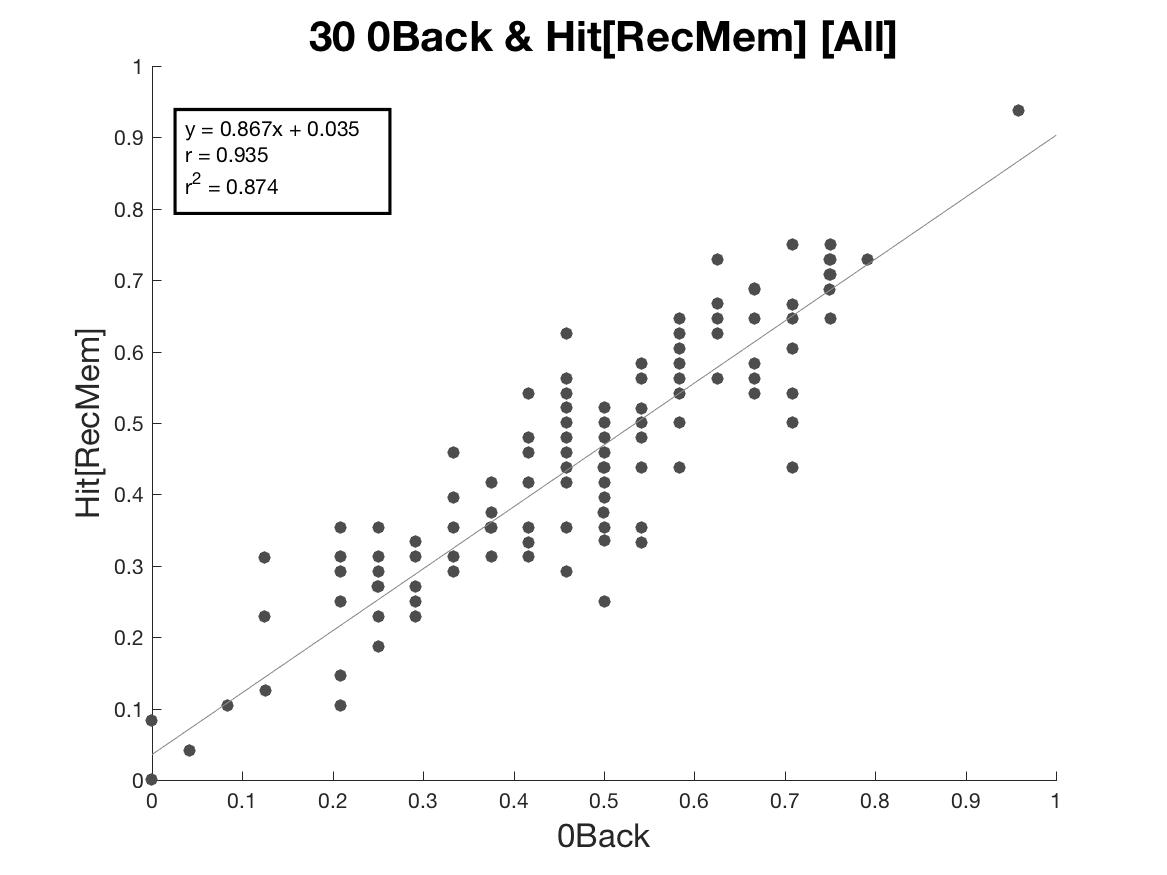 30 0Back & Hit[RecMem] [All]
y = 0.867x + 0.035
r = 0.935
r² = 0.874
1
0.9
0.8
0.7
0.6
0.5
0.4
0.3
0.2
0.1
0
Hit[RecMem]
0 0.1 0.2 0.3 0.4 0.5 0.6 0.7 0.8 0.9 1
0Back